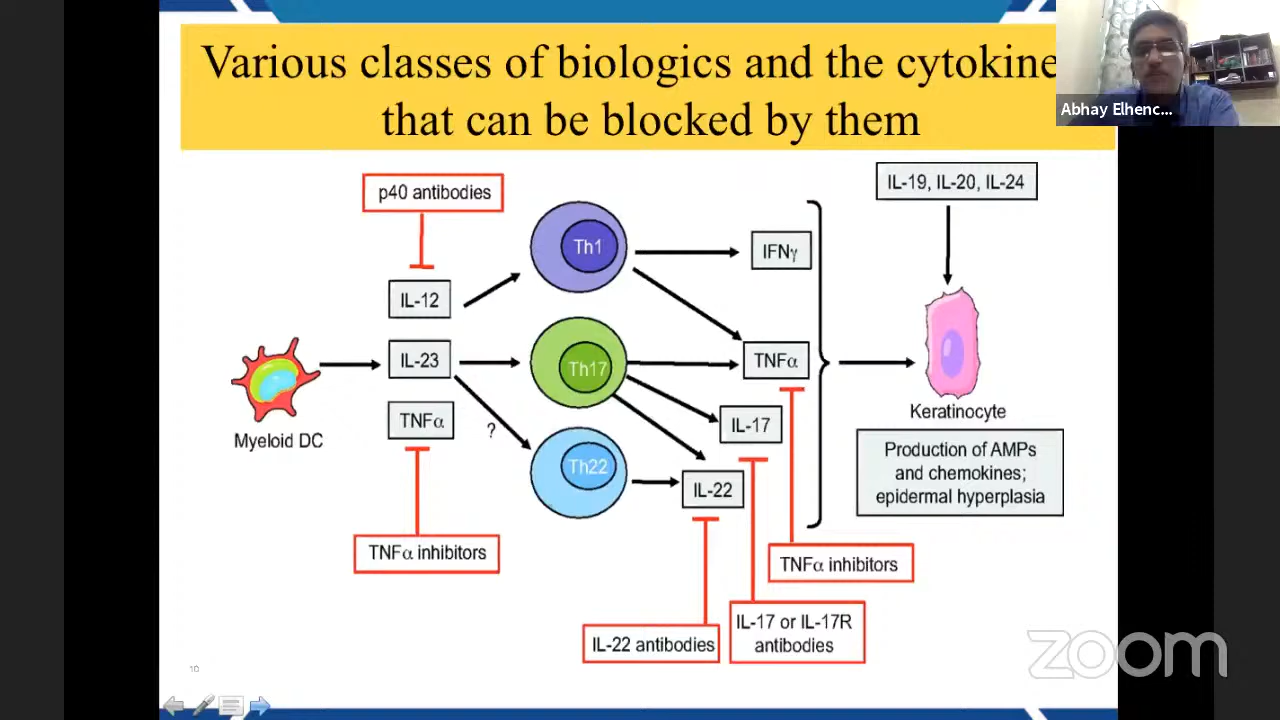 Various classes of biologics and the cytokine
that can be blocked by them
Abhay Elhenc...
p40 antibodies
IL-19, IL-20, IL-24
Th1
IFNγ
IL-12
IL-23
Th17
TNFα
Myeloid DC
TNFα
?
IL-17
Keratinocyte
Th22
IL-22
Production of AMPs
and chemokines;
epidermal hyperplasia
TNFα inhibitors
TNFα inhibitors
IL-22 antibodies
IL-17 or IL-17R
antibodies
zoom
10